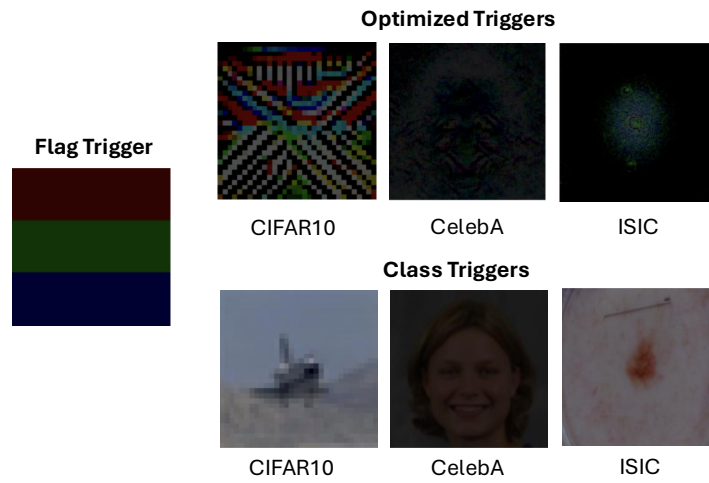 Optimized Triggers
Flag Trigger
CIFAR10
CelebA
ISIC
Class Triggers
CIFAR10
CelebA
ISIC